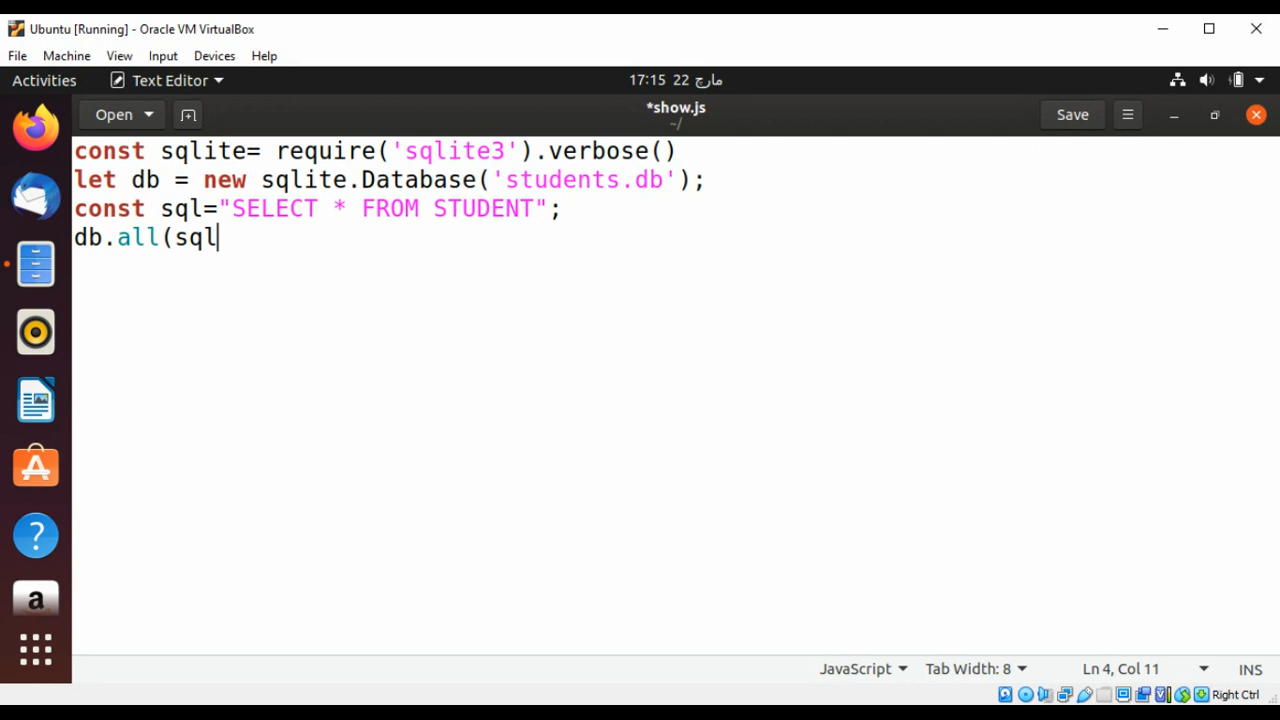 Ubuntu [Running] - Oracle VM VirtualBox
File Machine View Input Devices Help
Activities Text Editor 17:15 22 مارچ
Open *show.js Save
~/
const sqlite= require('sqlite3').verbose()
let db = new sqlite.Database('students.db');
const sql="SELECT * FROM STUDENT";
db.all(sql
?
a
JavaScript Tab Width: 8 Ln 4, Col 11 INS
Right Ctrl